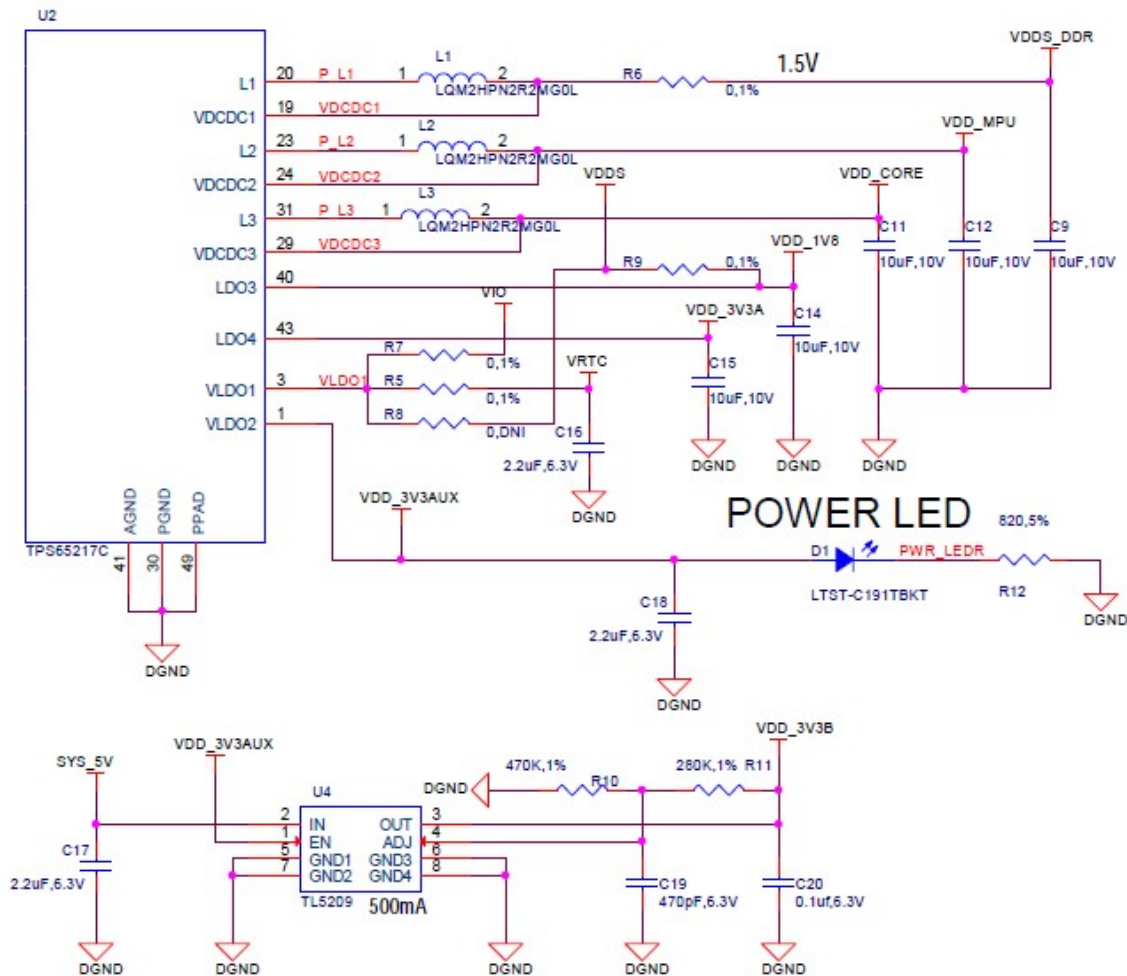 U2
VDDS_DDR
L1 20 P_L1 1 L1 2 R6 1.5V
LQM2HPN2R2MG0L 0,1%
VDCDC1 19 VDCDC1
L2 23 P_L2 1 L2 2 VDD_MPU
LQM2HPN2R2MG0L
VDCDC2 24 VDCDC2 VDDS VDD_CORE
L3 31 P_L3 1 L3 2
LQM2HPN2R2MG0L C11 C12 C9
VDCDC3 29 VDCDC3 VDD_1V8
10uF,10V 10uF,10V 10uF,10V
R9 0,1%
LDO3 40
VIO VDD_3V3A C14
LDO4 43 10uF,10V
R7 0,1% VRTC C15
VLDO1 3 VLDO1 R5 0,1% 10uF,10V
VLDO2 1 R8 0,DNI C16
DGND DGND DGND
2.2uF,6.3V
DGND
AGND PGND PPAD
VDD_3V3AUX
POWER LED 820,5%
TPS65217C
41 30 49
D1 PWR_LEDR
LTST-C191TBKT R12
C18
DGND
2.2uF,6.3V
DGND
DGND
VDD_3V3B
VDD_3V3AUX
SYS_5V
DGND 470K,1% R10 280K,1% R11
U4
2 IN OUT 3
1 EN ADJ 4
5 GND1 GND3 6
7 GND2 GND4 8
C17
2.2uF,6.3V
TL5209 500mA
C19
470pF,6.3V
C20
0.1uf,6.3V
DGND DGND DGND DGND DGND